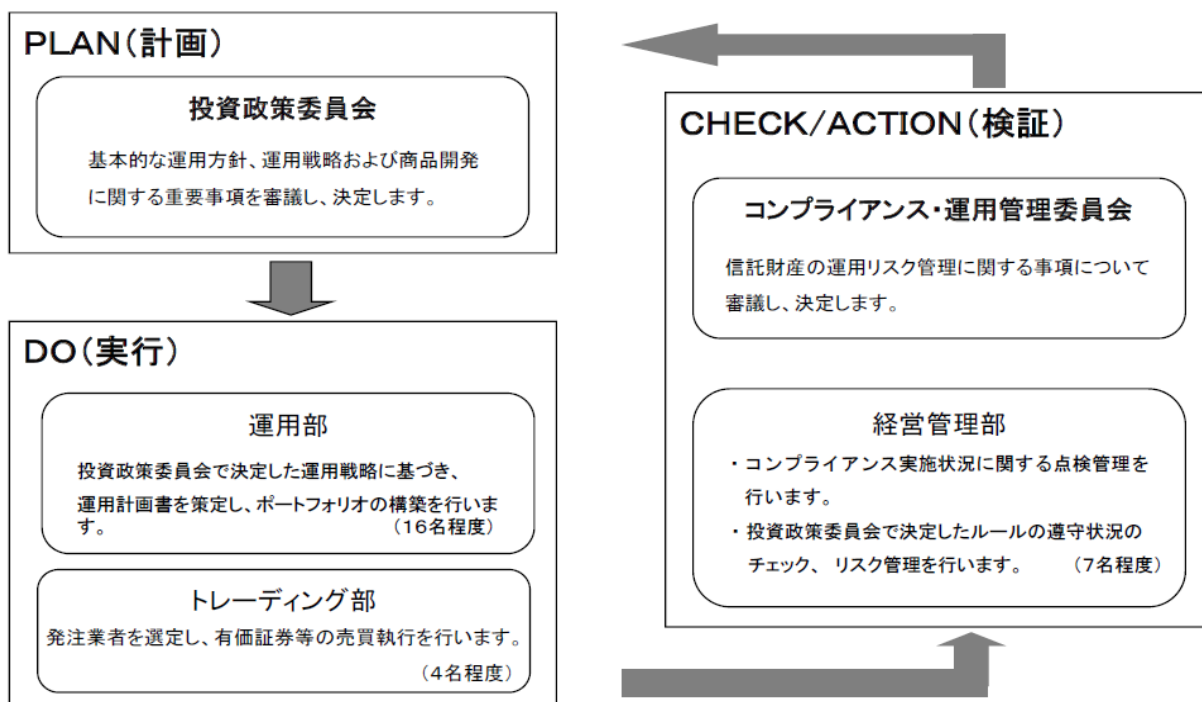 PLAN(計画)
投資政策委員会
基本的な運用方針、運用戦略および商品開発
に関する重要事項を審議し、決定します。
DO(実行)
運用部
投資政策委員会で決定した運用戦略に基づき、
運用計画書を策定し、ポートフォリオの構築を行いま
す。 (16名程度)
トレーディング部
発注業者を選定し、有価証券等の売買執行を行います。
(4名程度)
CHECK/ACTION(検証)
コンプライアンス・運用管理委員会
信託財産の運用リスク管理に関する事項について
審議し、決定します。
経営管理部
・コンプライアンス実施状況に関する点検管理を
行います。
・投資政策委員会で決定したルールの遵守状況の
チェック、リスク管理を行います。 (7名程度)